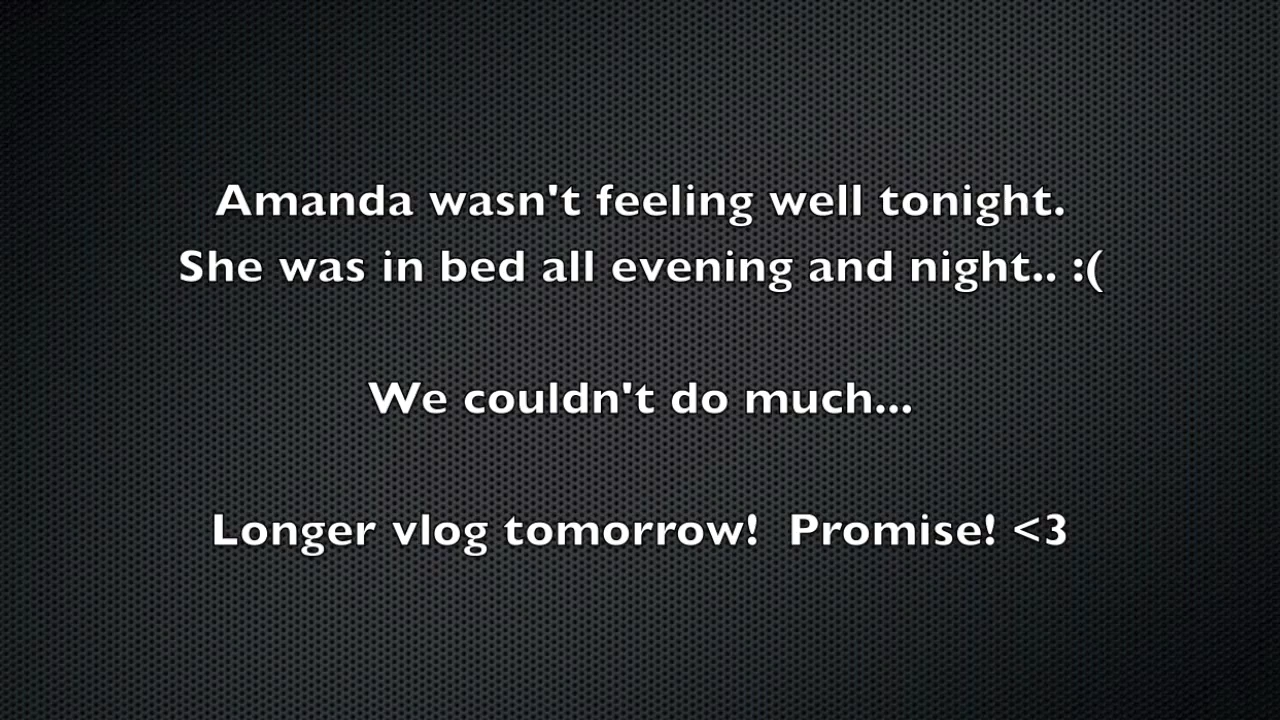 Amanda wasn't feeling well tonight.
She was in bed all evening and night.. :(
We couldn't do much...
Longer vlog tomorrow!  Promise! <3